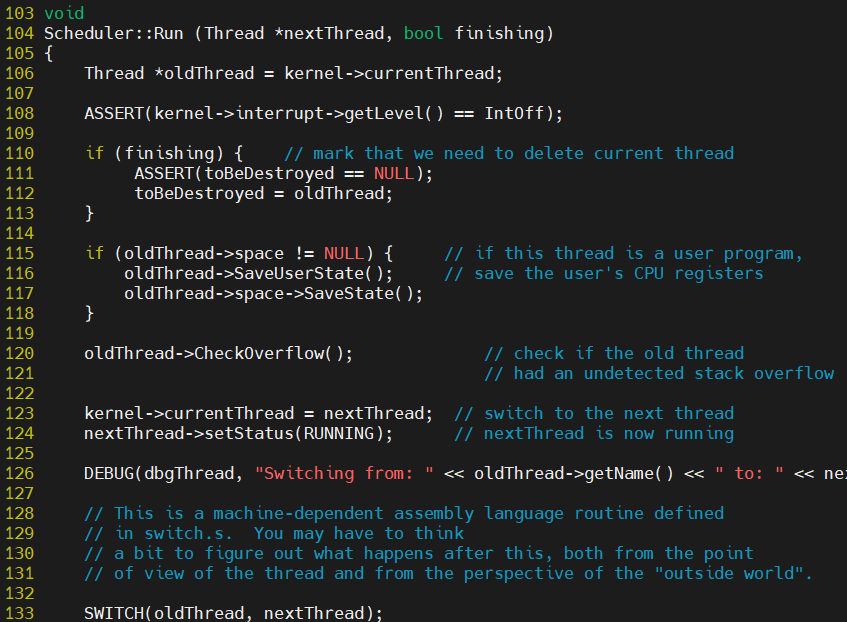 103 void
104 Scheduler::Run (Thread *nextThread, bool finishing)
105 {
106     Thread *oldThread = kernel->currentThread;
107
108     ASSERT(kernel->interrupt->getLevel() == IntOff);
109
110     if (finishing) {    // mark that we need to delete current thread
111          ASSERT(toBeDestroyed == NULL);
112          toBeDestroyed = oldThread;
113     }
114
115     if (oldThread->space != NULL) {     // if this thread is a user program,
116         oldThread->SaveUserState();     // save the user's CPU registers
117         oldThread->space->SaveState();
118     }
119
120     oldThread->CheckOverflow();             // check if the old thread
121                                             // had an undetected stack overflow
122
123     kernel->currentThread = nextThread;  // switch to the next thread
124     nextThread->setStatus(RUNNING);      // nextThread is now running
125
126     DEBUG(dbgThread, "Switching from: " << oldThread->getName() << " to: " << ne
127
128     // This is a machine-dependent assembly language routine defined
129     // in switch.s.  You may have to think
130     // a bit to figure out what happens after this, both from the point
131     // of view of the thread and from the perspective of the "outside world".
132
133     SWITCH(oldThread, nextThread);